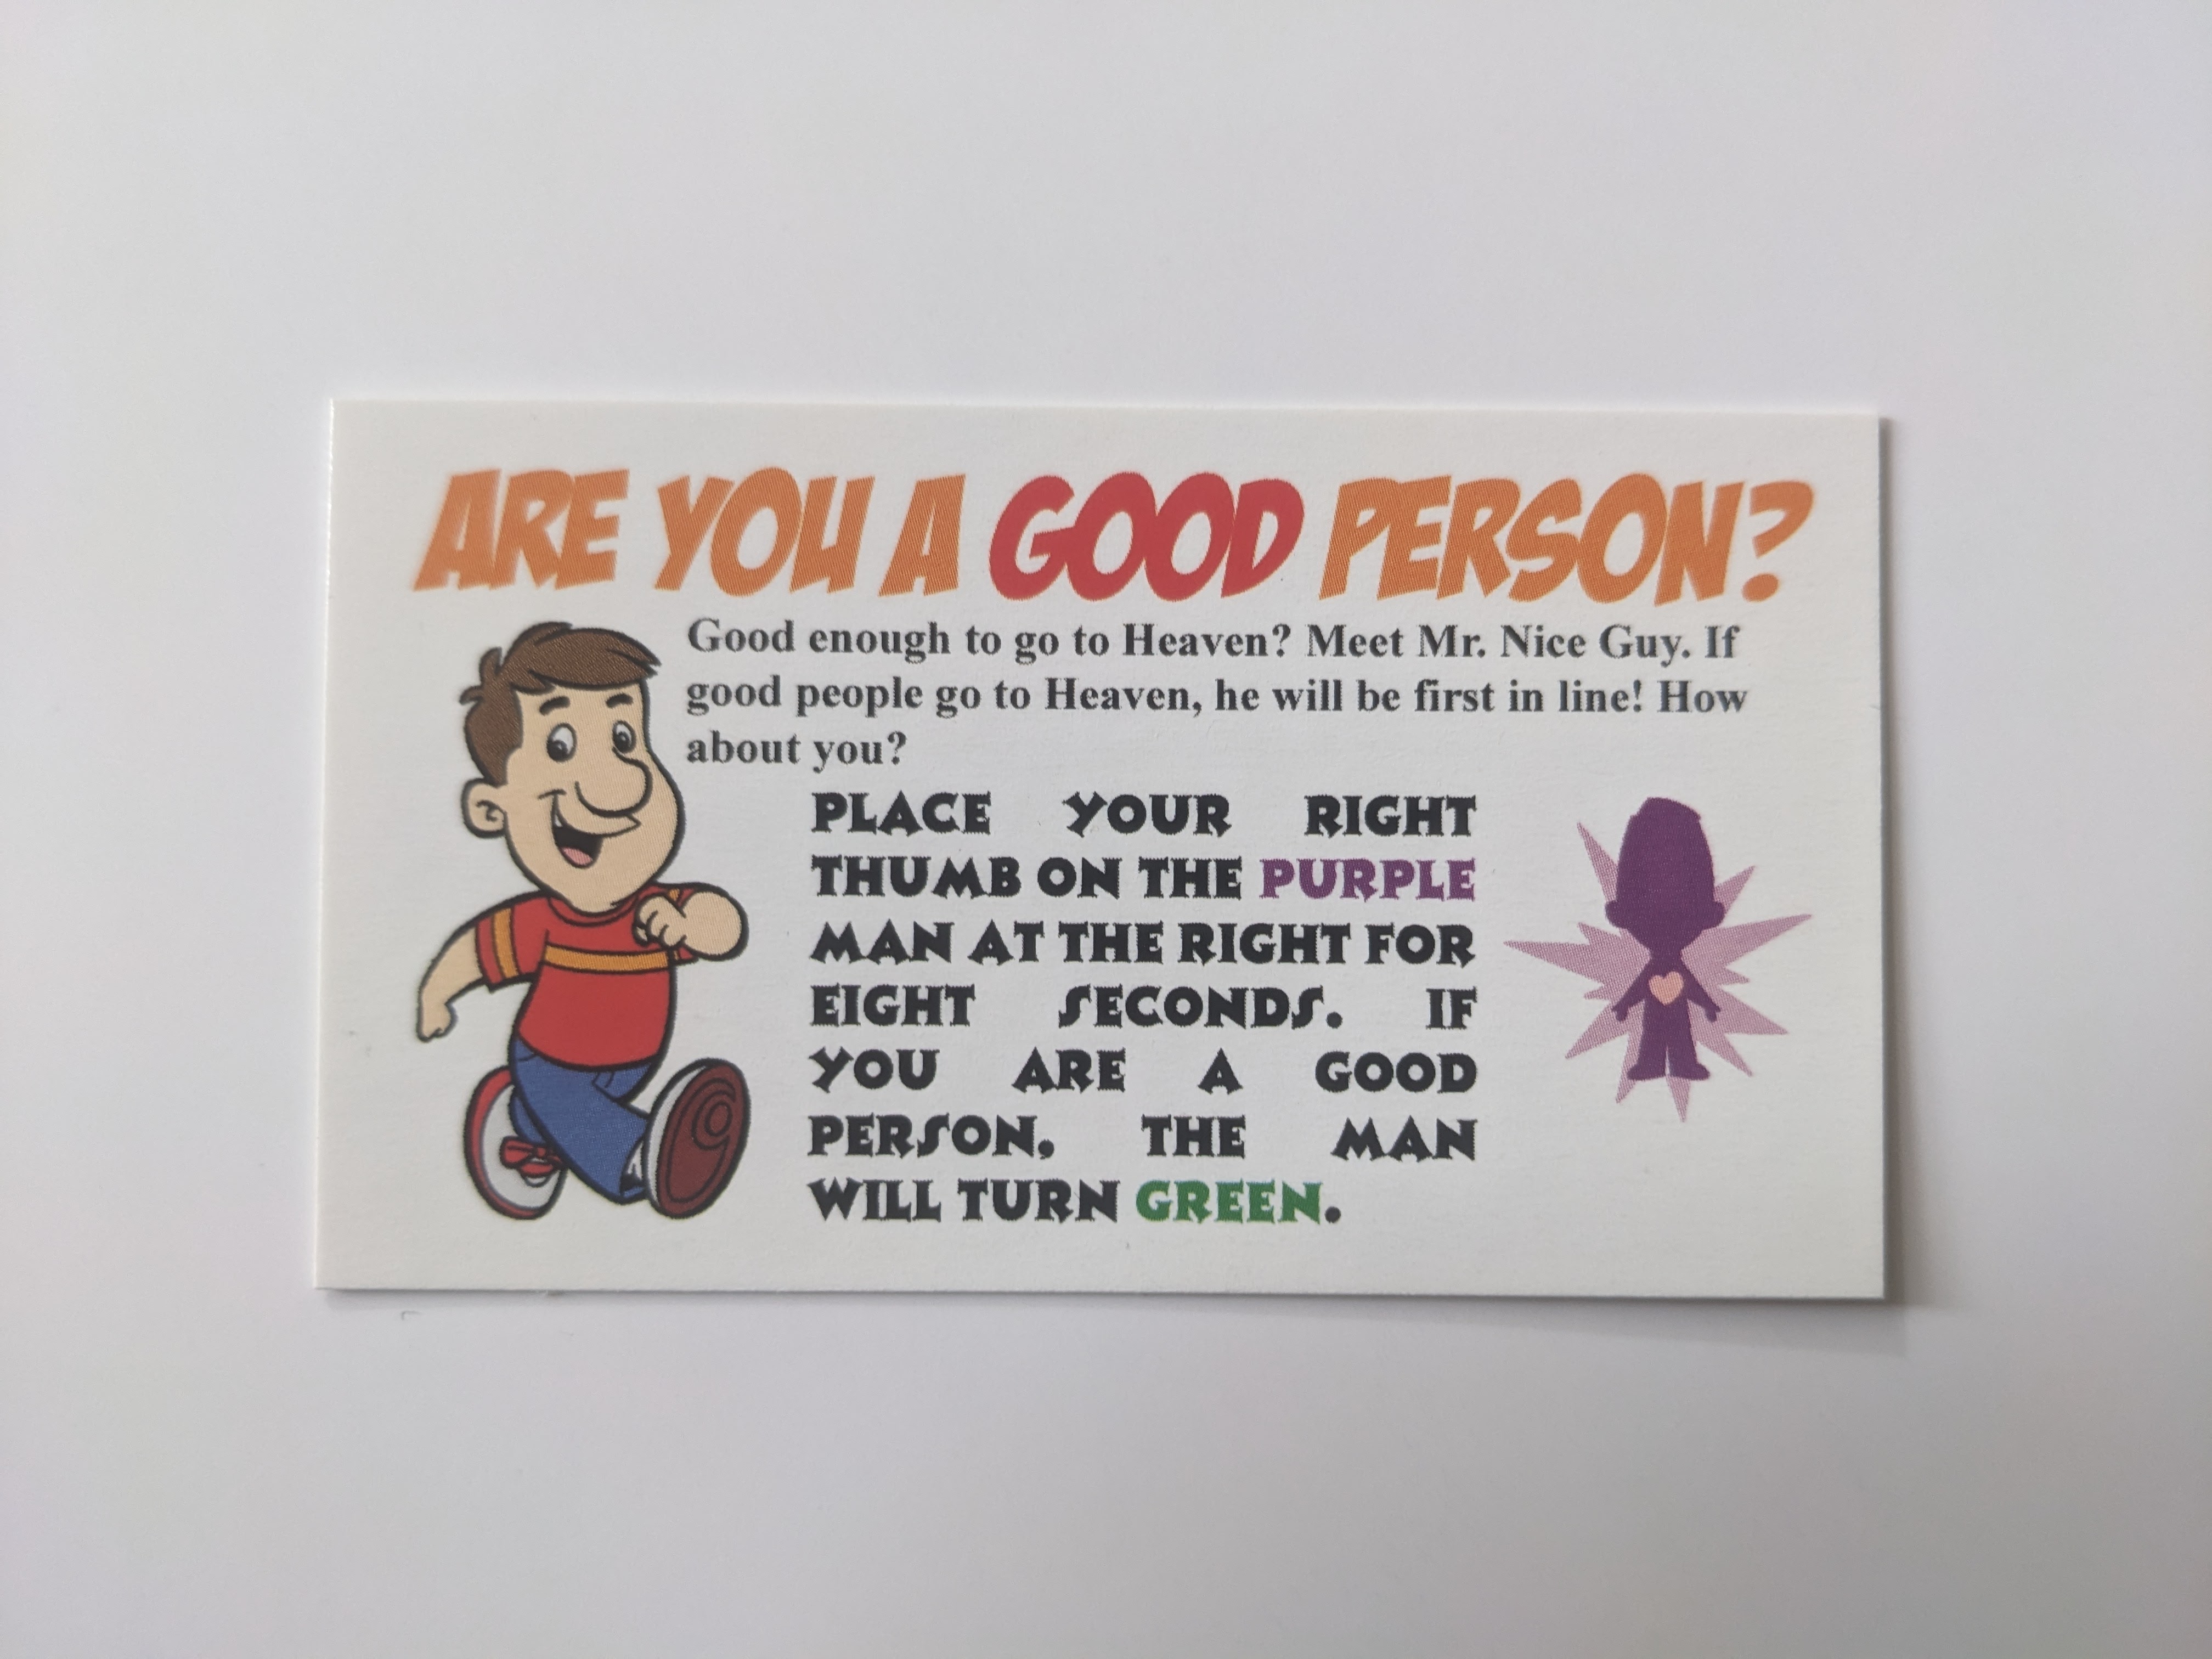 ARE YOU A GOOD PERSON?
Good enough to go to Heaven? Meet Mr. Nice Guy. If
good people go to Heaven, he will be first in line! How
about you?
PLACE YOUR RIGHT
THUMB ON THE PURPLE
MAN AT THE RIGHT FOR
EIGHT SECONDS. IF
YOU ARE A GOOD
PERSON, THE MAN
WILL TURN GREEN.